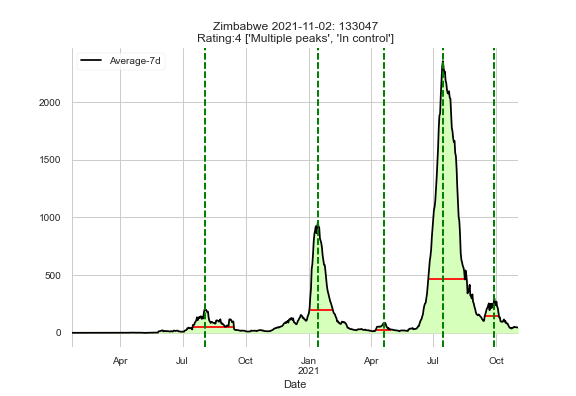 Zimbabwe 2021-11-02: 133047
Rating:4 ['Multiple peaks', 'In control']
Average-7d
2000
1500
1000
500
0
Apr Jul Oct Jan Apr Jul Oct
2021
Date